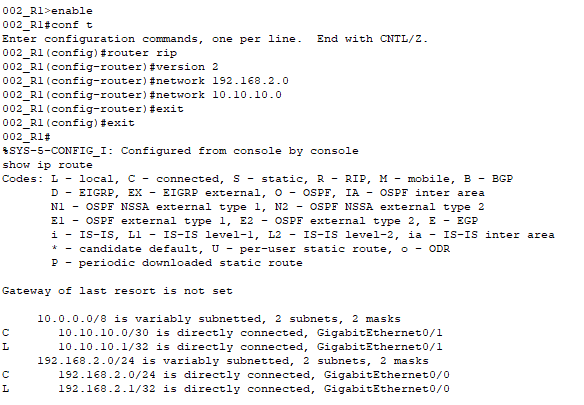 002_R1>enable
002_R1#conf t
Enter configuration commands, one per line.  End with CNTL/Z.
002_R1(config)#router rip
002_R1(config-router)#version 2
002_R1(config-router)#network 192.168.2.0
002_R1(config-router)#network 10.10.10.0
002_R1(config-router)#exit
002_R1(config)#exit
002_R1#
%SYS-5-CONFIG_I: Configured from console by console
show ip route
Codes: L - local, C - connected, S - static, R - RIP, M - mobile, B - BGP
       D - EIGRP, EX - EIGRP external, O - OSPF, IA - OSPF inter area
       N1 - OSPF NSSA external type 1, N2 - OSPF NSSA external type 2
       E1 - OSPF external type 1, E2 - OSPF external type 2, E - EGP
       i - IS-IS, L1 - IS-IS level-1, L2 - IS-IS level-2, ia - IS-IS inter area
       * - candidate default, U - per-user static route, o - ODR
       P - periodic downloaded static route

Gateway of last resort is not set

     10.0.0.0/8 is variably subnetted, 2 subnets, 2 masks
C       10.10.10.0/30 is directly connected, GigabitEthernet0/1
L       10.10.10.1/32 is directly connected, GigabitEthernet0/1
     192.168.2.0/24 is variably subnetted, 2 subnets, 2 masks
C       192.168.2.0/24 is directly connected, GigabitEthernet0/0
L       192.168.2.1/32 is directly connected, GigabitEthernet0/0